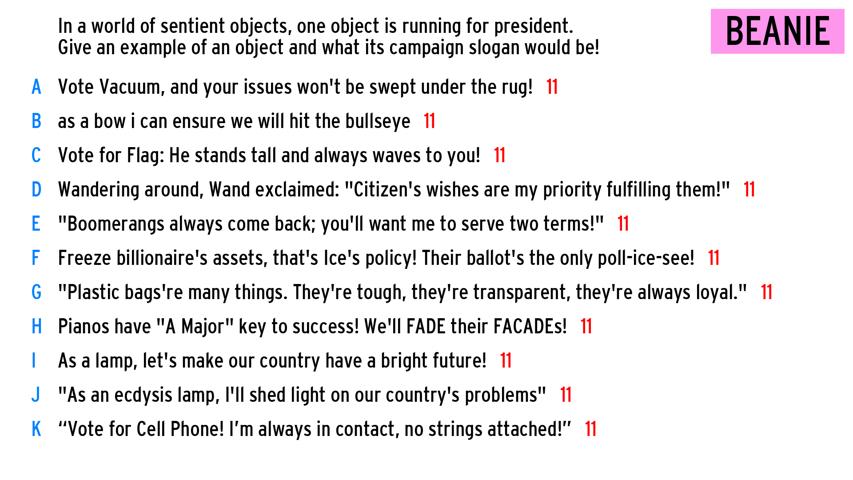 In a world of sentient objects, one object is running for president.
Give an example of an object and what its campaign slogan would be!
BEANIE
A Vote Vacuum, and your issues won't be swept under the rug! 11
B as a bow i can ensure we will hit the bullseye 11
C Vote for Flag: He stands tall and always waves to you! 11
D Wandering around, Wand exclaimed: "Citizen's wishes are my priority fulfilling them!" 11
E "Boomerangs always come back; you'll want me to serve two terms!" 11
F Freeze billionaire's assets, that's Ice's policy! Their ballot's the only poll-ice-see! 11
G "Plastic bags're many things. They're tough, they're transparent, they're always loyal." 11
H Pianos have "A Major" key to success! We'll FADE their FACADEs! 11
I As a lamp, let's make our country have a bright future! 11
J "As an ecdysis lamp, I'll shed light on our country's problems" 11
K “Vote for Cell Phone! I’m always in contact, no strings attached!” 11